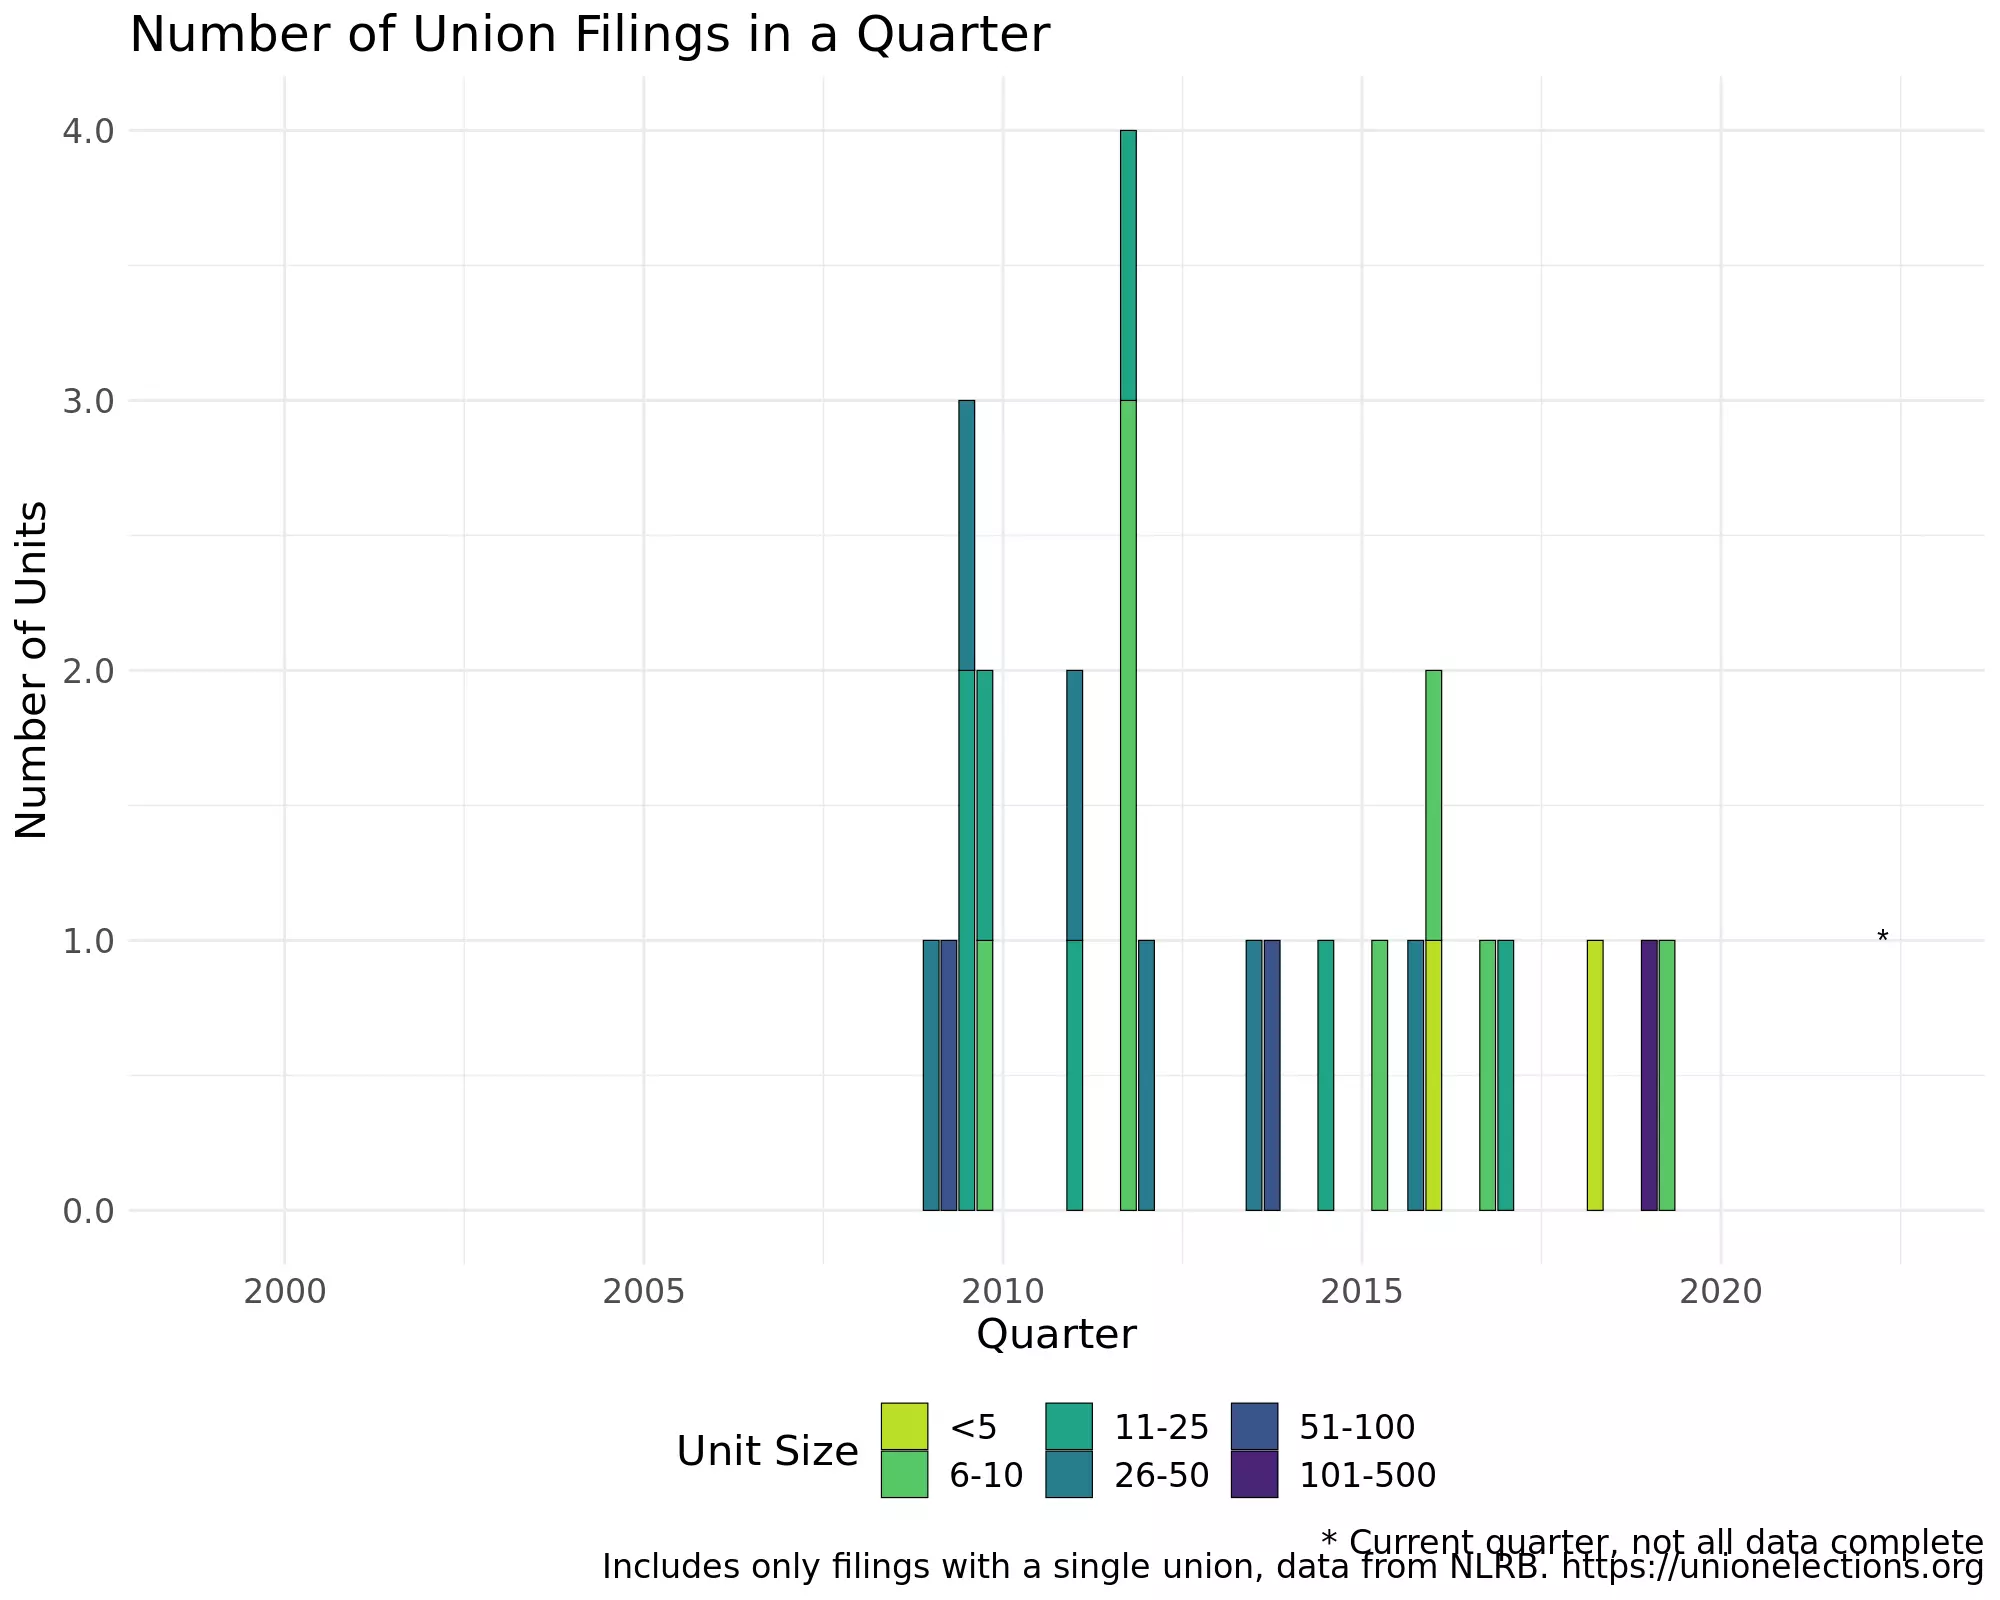 Number of Union Filings in a Quarter
Number of Units
4.0
3.0
2.0
1.0
0.0
*
2000 2005 2010 2015 2020
Quarter
Unit Size
<5 11-25 51-100
6-10 26-50 101-500
* Current quarter, not all data complete
Includes only filings with a single union, data from NLRB. https://unionelections.org